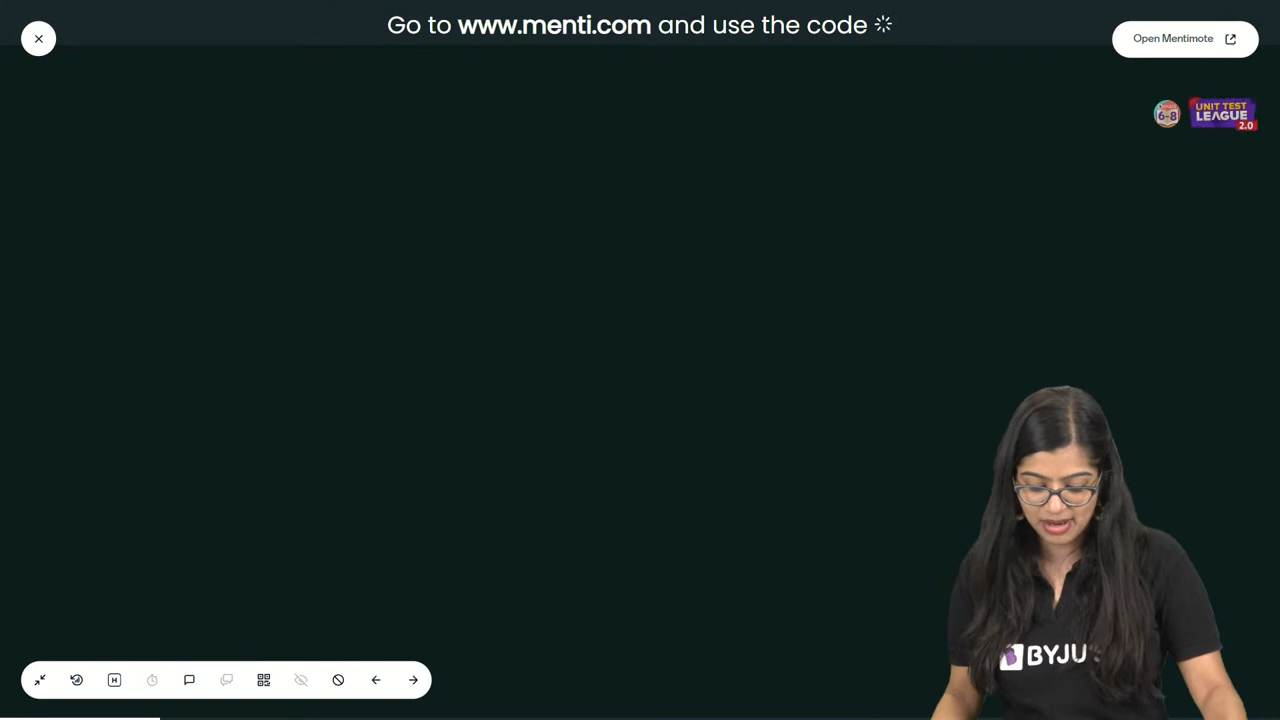 Go to www.menti.com and use the code
Open Mentimote
6-8
UNIT TEST
LEAGUE
2.0
H
BYJU